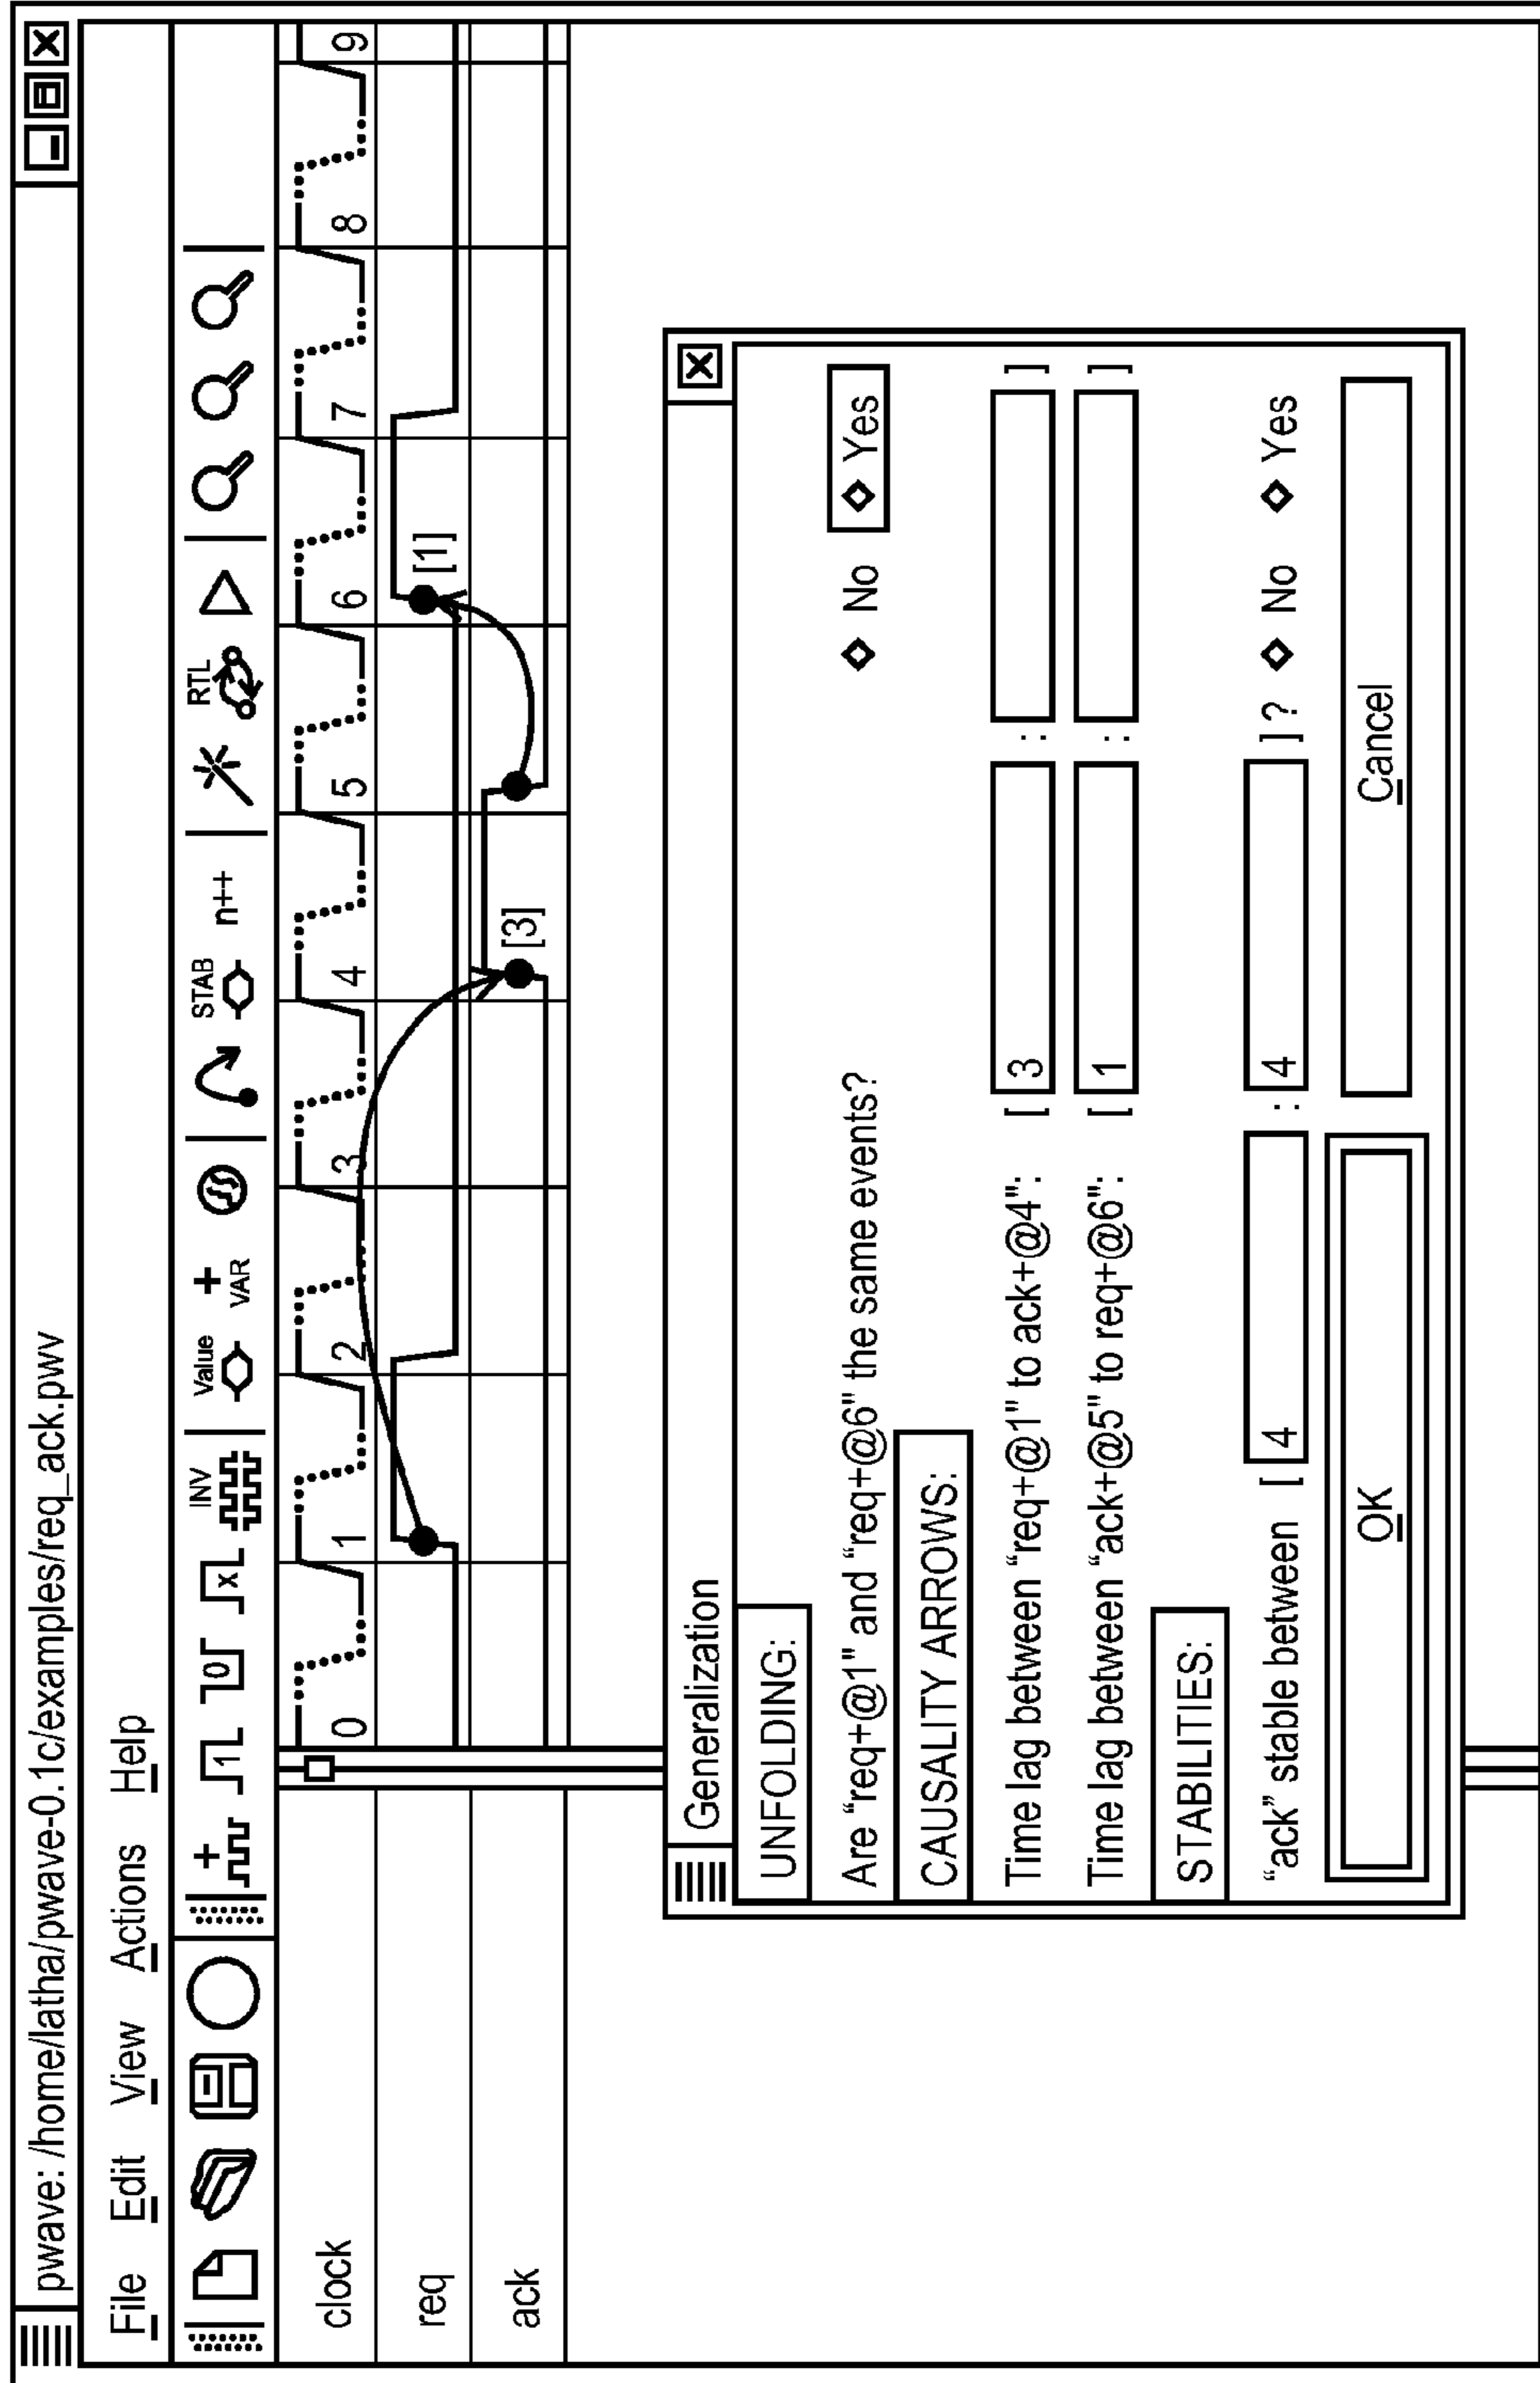 pwave: /home/latha/pwave-0.1c/examples/req_ack.pwv
File Edit View Actions Help
+ 1 0 x INV Value + VAR STAB n++ RTL
clock 0 1 2 3 4 5 6 7 8 9
req [1]
ack [3]
Generalization
UNFOLDING:
Are “req+@1" and “req+@6" the same events? No Yes
CAUSALITY ARROWS:
Time lag between “req+@1" to ack+@4": [ 3 : ]
Time lag between “ack+@5" to req+@6": [ 1 : ]
STABILITIES:
“ack” stable between [ 4 : 4 ]? No Yes
OK Cancel